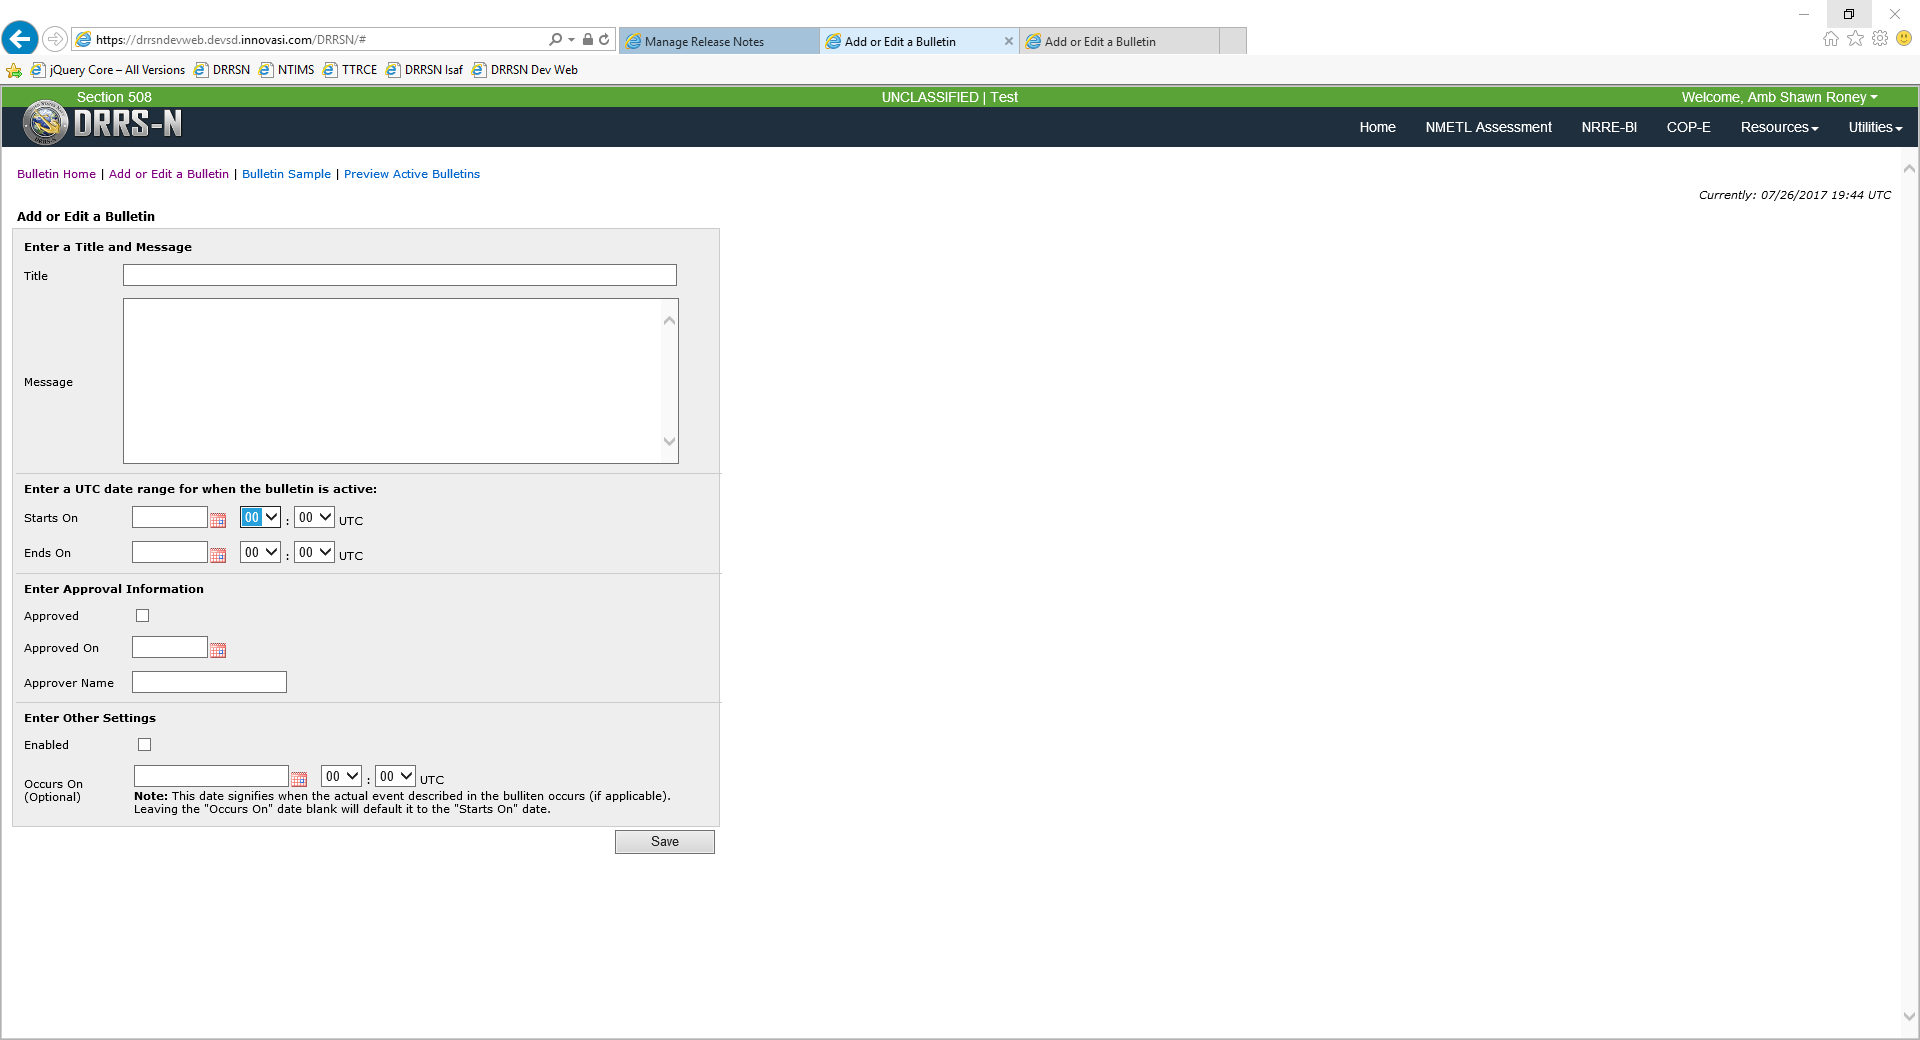 https://drrsndevweb.devsd.innovasi.com/DRRSN/#
Manage Release Notes
Add or Edit a Bulletin
Add or Edit a Bulletin
jQuery Core – All Versions
DRRSN
NTIMS
TTRCE
DRRSN Isaf
DRRSN Dev Web
Section 508
UNCLASSIFIED | Test
Welcome, Amb Shawn Roney
DRRS-N
Home
NMETL Assessment
NRRE-BI
COP-E
Resources
Utilities
Bulletin Home | Add or Edit a Bulletin | Bulletin Sample | Preview Active Bulletins
Currently: 07/26/2017 19:44 UTC
Add or Edit a Bulletin
Enter a Title and Message
Title
Message
Enter a UTC date range for when the bulletin is active:
Starts On 00 : 00 UTC
Ends On 00 : 00 UTC
Enter Approval Information
Approved
Approved On
Approver Name
Enter Other Settings
Enabled
Occurs On
(Optional)
00 : 00 UTC
Note: This date signifies when the actual event described in the bulliten occurs (if applicable).
Leaving the "Occurs On" date blank will default it to the "Starts On" date.
Save